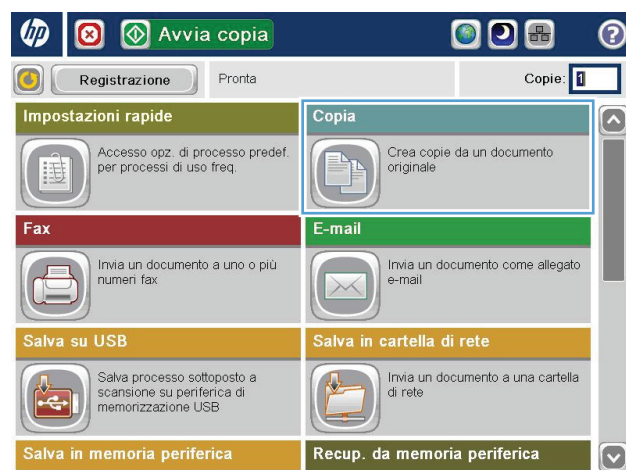 hp
Avvia copia
?
Registrazione
Pronta
Copie: 1
Impostazioni rapide
Accesso opz. di processo predef.
per processi di uso freq.
Copia
Crea copie da un documento
originale
Fax
Invia un documento a uno o più
numeri fax
E-mail
Invia un documento come allegato
e-mail
Salva su USB
Salva processo sottoposto a
scansione su periferica di
memorizzazione USB
Salva in cartella di rete
Invia un documento a una cartella
di rete
Salva in memoria periferica
Recup. da memoria periferica